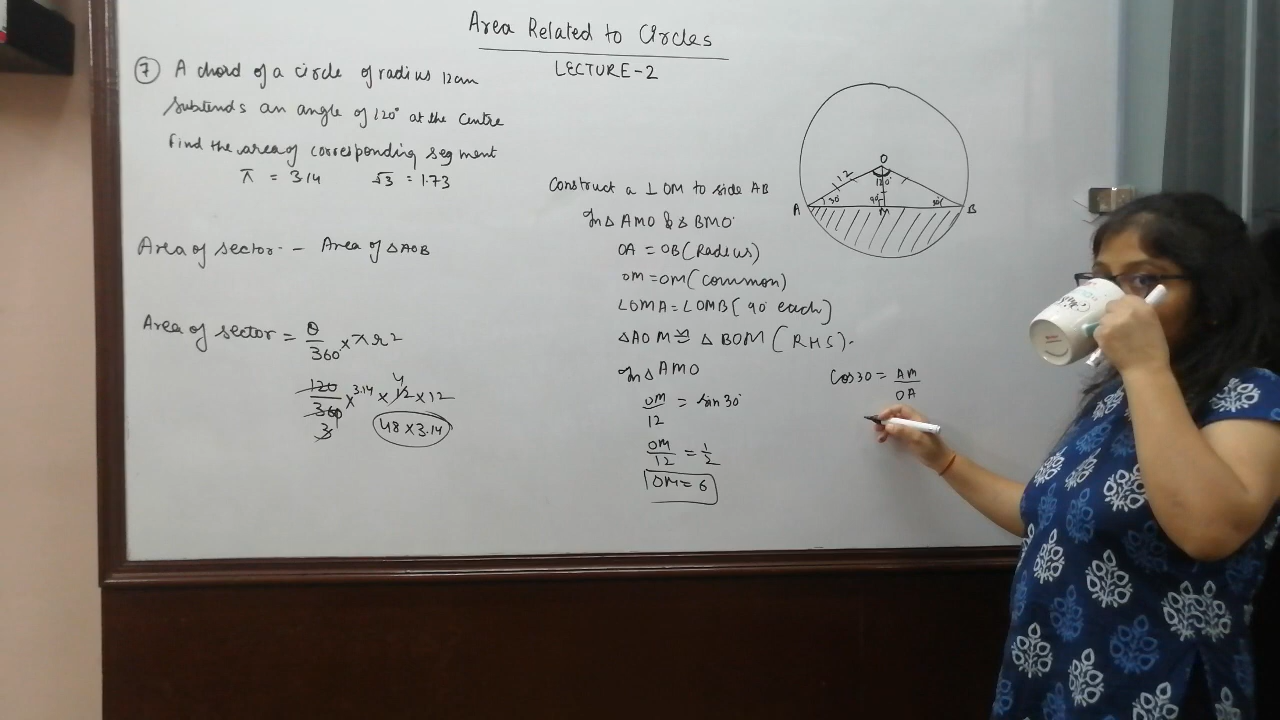 Area Related to Circles
LECTURE-2
⑦ A chord of a circle of radius 12cm
subtends an angle of 120° at the centre
Find the area of corresponding segment
π = 3.14 √3 = 1.73
Area of sector - Area of △AOB
Area of sector = θ/360 × πr²
120/360 × 3.14 × 12 × 12
3 4
48 × 3.14
Construct a ⊥ OM to side AB
In △ AMO & △ BMO
OA = OB (Radius)
OM = OM (common)
∠OMA = ∠OMB [90° each]
△AOM ≅ △ BOM (RHS).
In △ AMO
OM/12 = sin 30°
OM/12 = 1/2
OM = 6
Cos 30 = AM/OA
O
12
120°
A 30° 90° 30° B
M